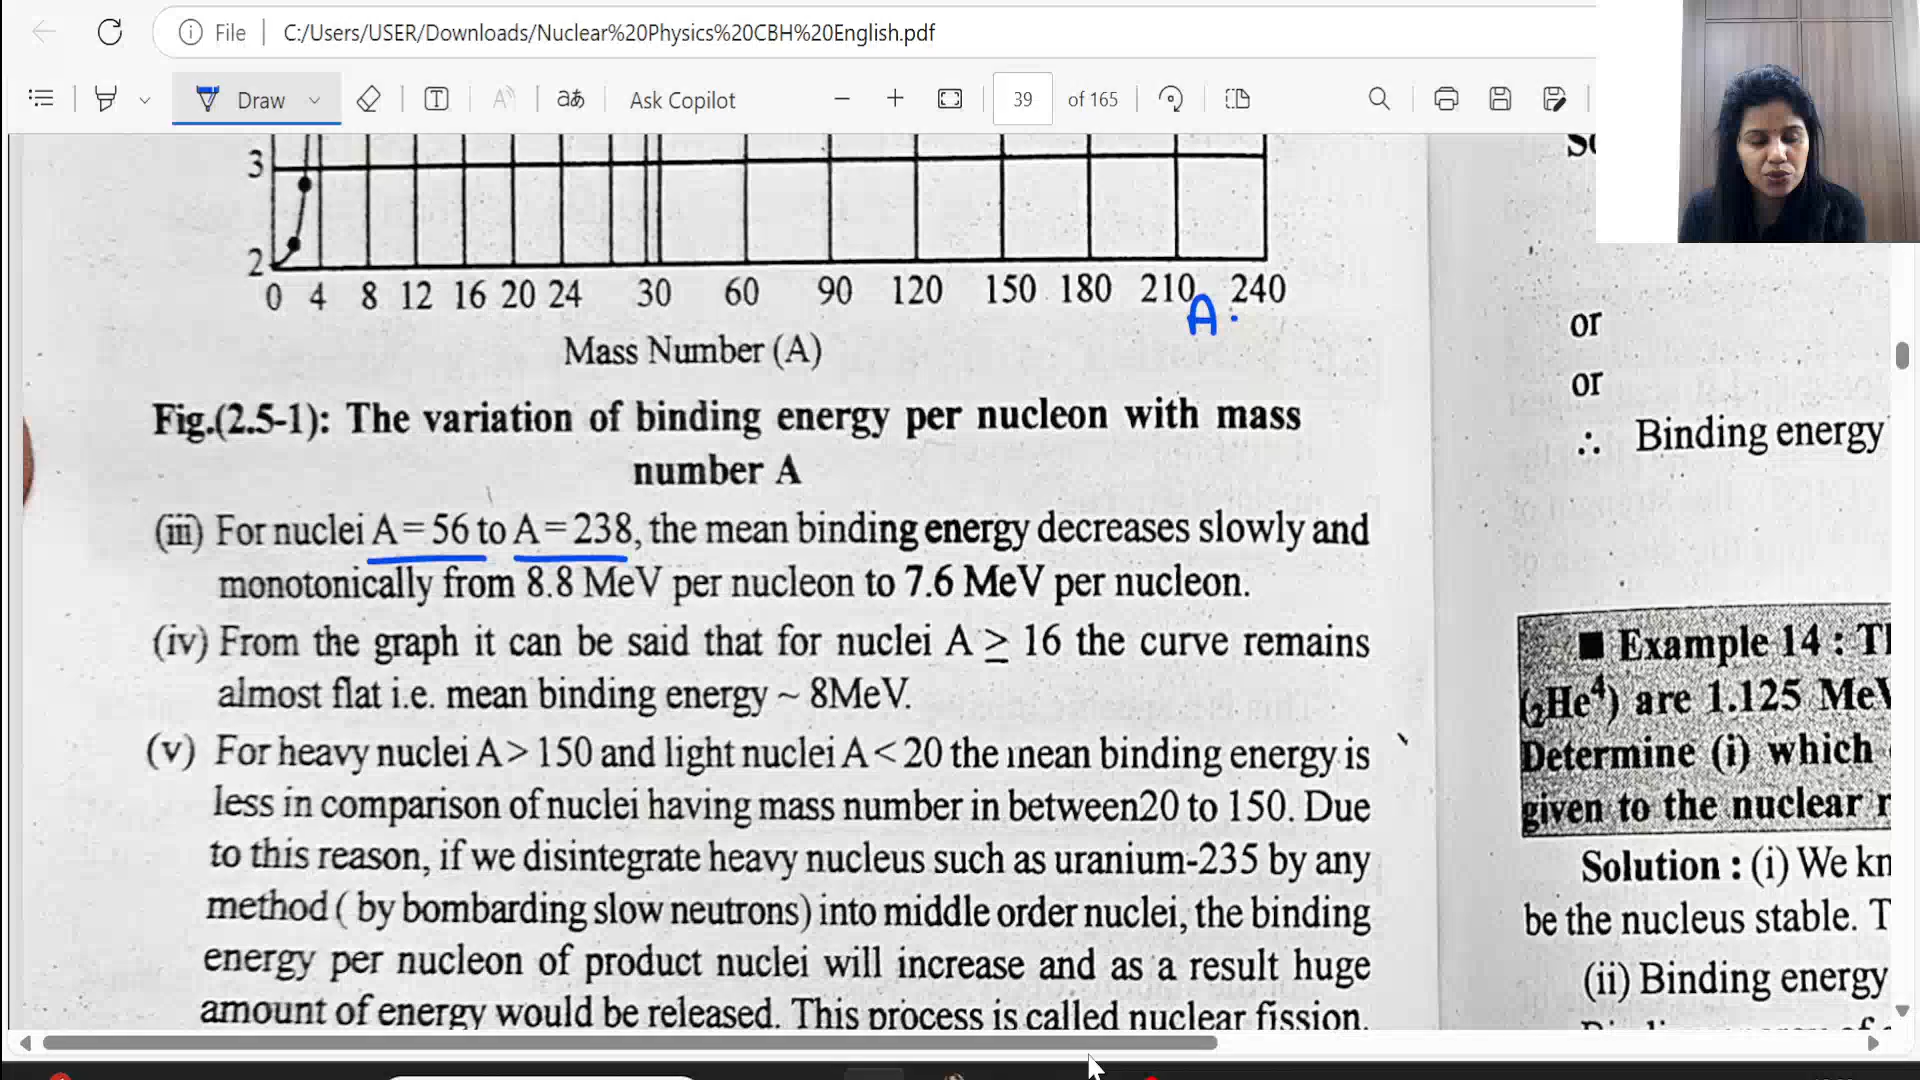 File C:/Users/USER/Downloads/Nuclear%20Physics%20CBH%20English.pdf
Draw aあ Ask Copilot 39 of 165
3
2
0 4 8 12 16 20 24 30 60 90 120 150 180 210 240
A
Mass Number (A)
Fig.(2.5-1): The variation of binding energy per nucleon with mass
number A
(iii) For nuclei A = 56 to A = 238, the mean binding energy decreases slowly and
monotonically from 8.8 MeV per nucleon to 7.6 MeV per nucleon.
(iv) From the graph it can be said that for nuclei A ≥ 16 the curve remains
almost flat i.e. mean binding energy ~ 8MeV.
(v) For heavy nuclei A > 150 and light nuclei A < 20 the mean binding energy is
less in comparison of nuclei having mass number in between20 to 150. Due
to this reason, if we disintegrate heavy nucleus such as uranium-235 by any
method ( by bombarding slow neutrons) into middle order nuclei, the binding
energy per nucleon of product nuclei will increase and as a result huge
amount of energy would be released. This process is called nuclear fission.
or
or
∴ Binding energy
■ Example 14 :
(₂He⁴) are 1.125 MeV
Determine (i) which
given to the nuclear
Solution : (i) We
be the nucleus stable.
(ii) Binding energy